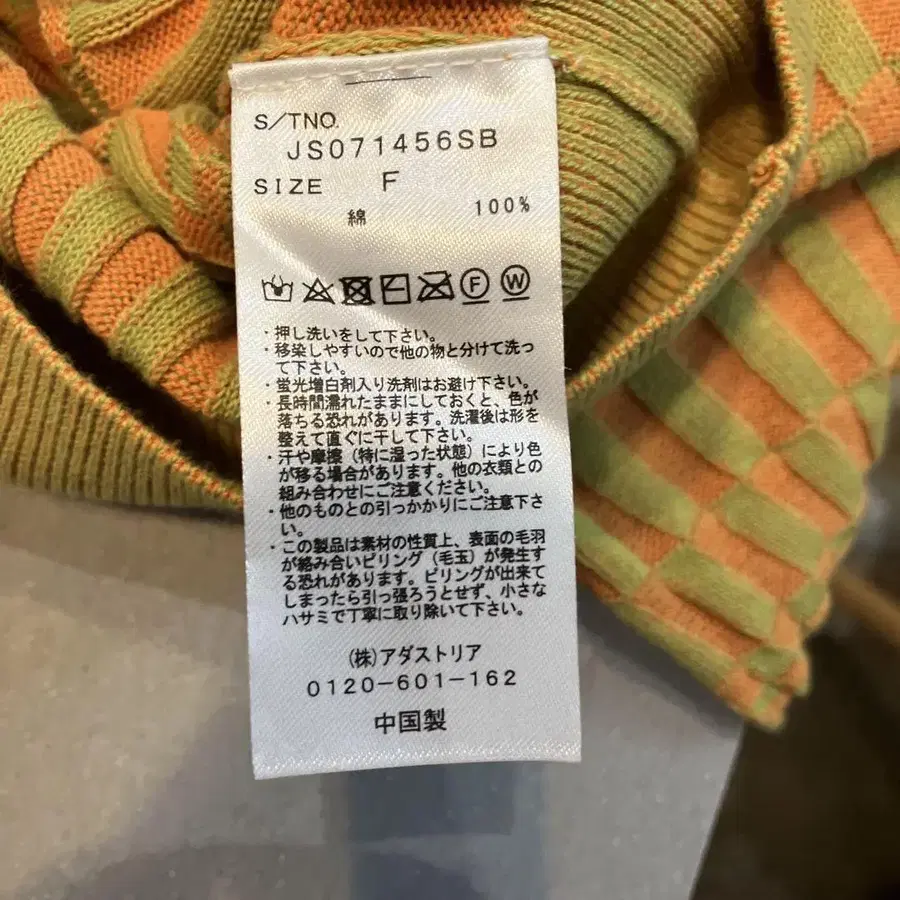 S/TNO.
JS071456SB
SIZE F
綿 100%
F W
・押し洗いをして下さい。
・移染しやすいので他の物と分けて洗っ
て下さい。
・蛍光増白剤入り洗剤はお避け下さい。
・長時間濡れたままにしておくと、色が
落ちる恐れがあります。洗濯後は形を
整えて直ぐに干して下さい。
・汗や摩擦（特に湿った状態）により色
が移る場合があります。他の衣類との
組み合わせにご注意ください。
・他のものとの引っかかりにご注意下さ
い。
・この製品は素材の性質上、表面の毛羽
が絡み合いピリング（毛玉）が発生す
る恐れがあります。ピリングが出来て
しまったら引っ張ろうとせず、小さな
ハサミで丁寧に取り除いて下さい。
(株)アダストリア
0120-601-162
中国製